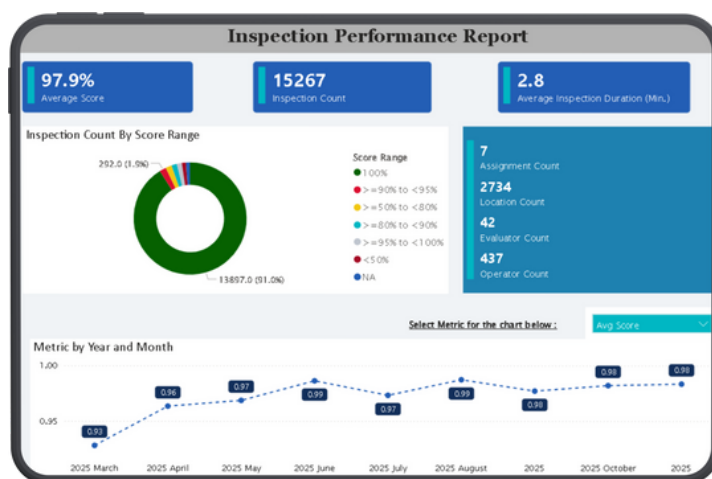 Inspection Performance Report
97.9%
Average Score
15267
Inspection Count
2.8
Average Inspection Duration (Min.)
Inspection Count By Score Range
292.0 (1.9%)
13897.0 (91.0%)
Score Range
100%
>=90% to <95%
>=50% to <80%
>=80% to <90%
>=95% to <100%
<50%
NA
7
Assignment Count
2734
Location Count
42
Evaluator Count
437
Operator Count
Select Metric for the chart below :
Avg Score
Metric by Year and Month
1.00
0.95
0.93
0.96
0.97
0.99
0.97
0.99
0.98
0.98
0.98
2025 March
2025 April
2025 May
2025 June
2025 July
2025 August
2025
2025 October
2025